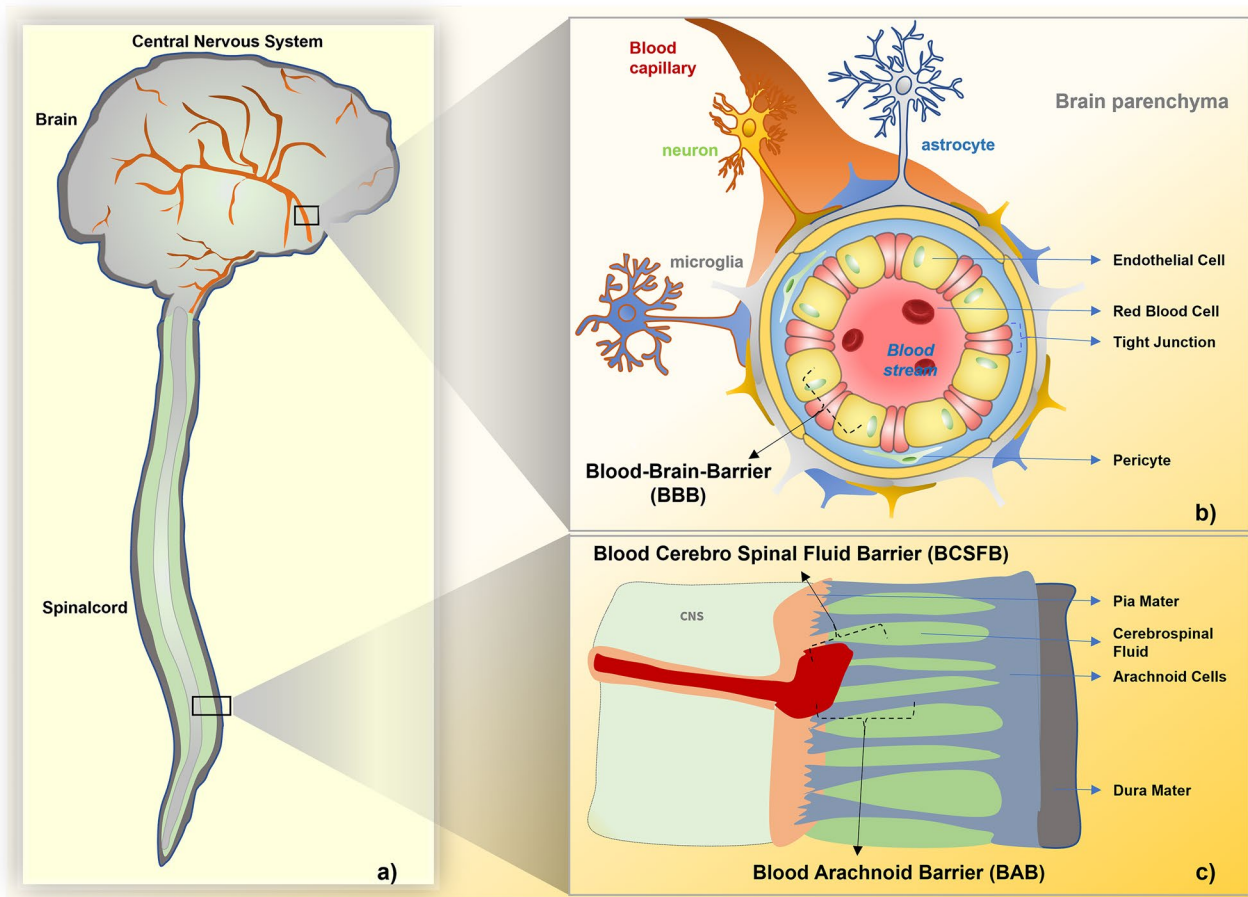 Central Nervous System
Brain
Spinalcord
a)
Blood
capillary
neuron
astrocyte
Brain parenchyma
microglia
Endothelial Cell
Red Blood Cell
Tight Junction
Blood
stream
Pericyte
Blood-Brain-Barrier
(BBB)
b)
Blood Cerebro Spinal Fluid Barrier (BCSFB)
CNS
Pia Mater
Cerebrospinal
Fluid
Arachnoid Cells
Dura Mater
Blood Arachnoid Barrier (BAB)
c)